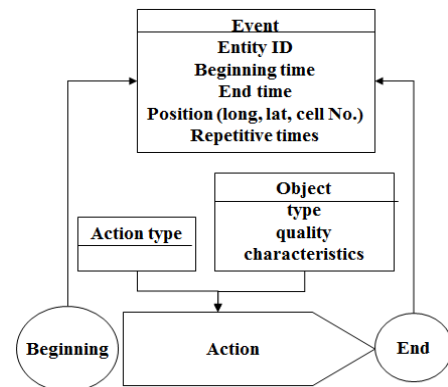 Event
Entity ID
Beginning time
End time
Position (long, lat, cell No.)
Repetitive times
Object
type
quality
characteristics
Action type
Beginning
Action
End